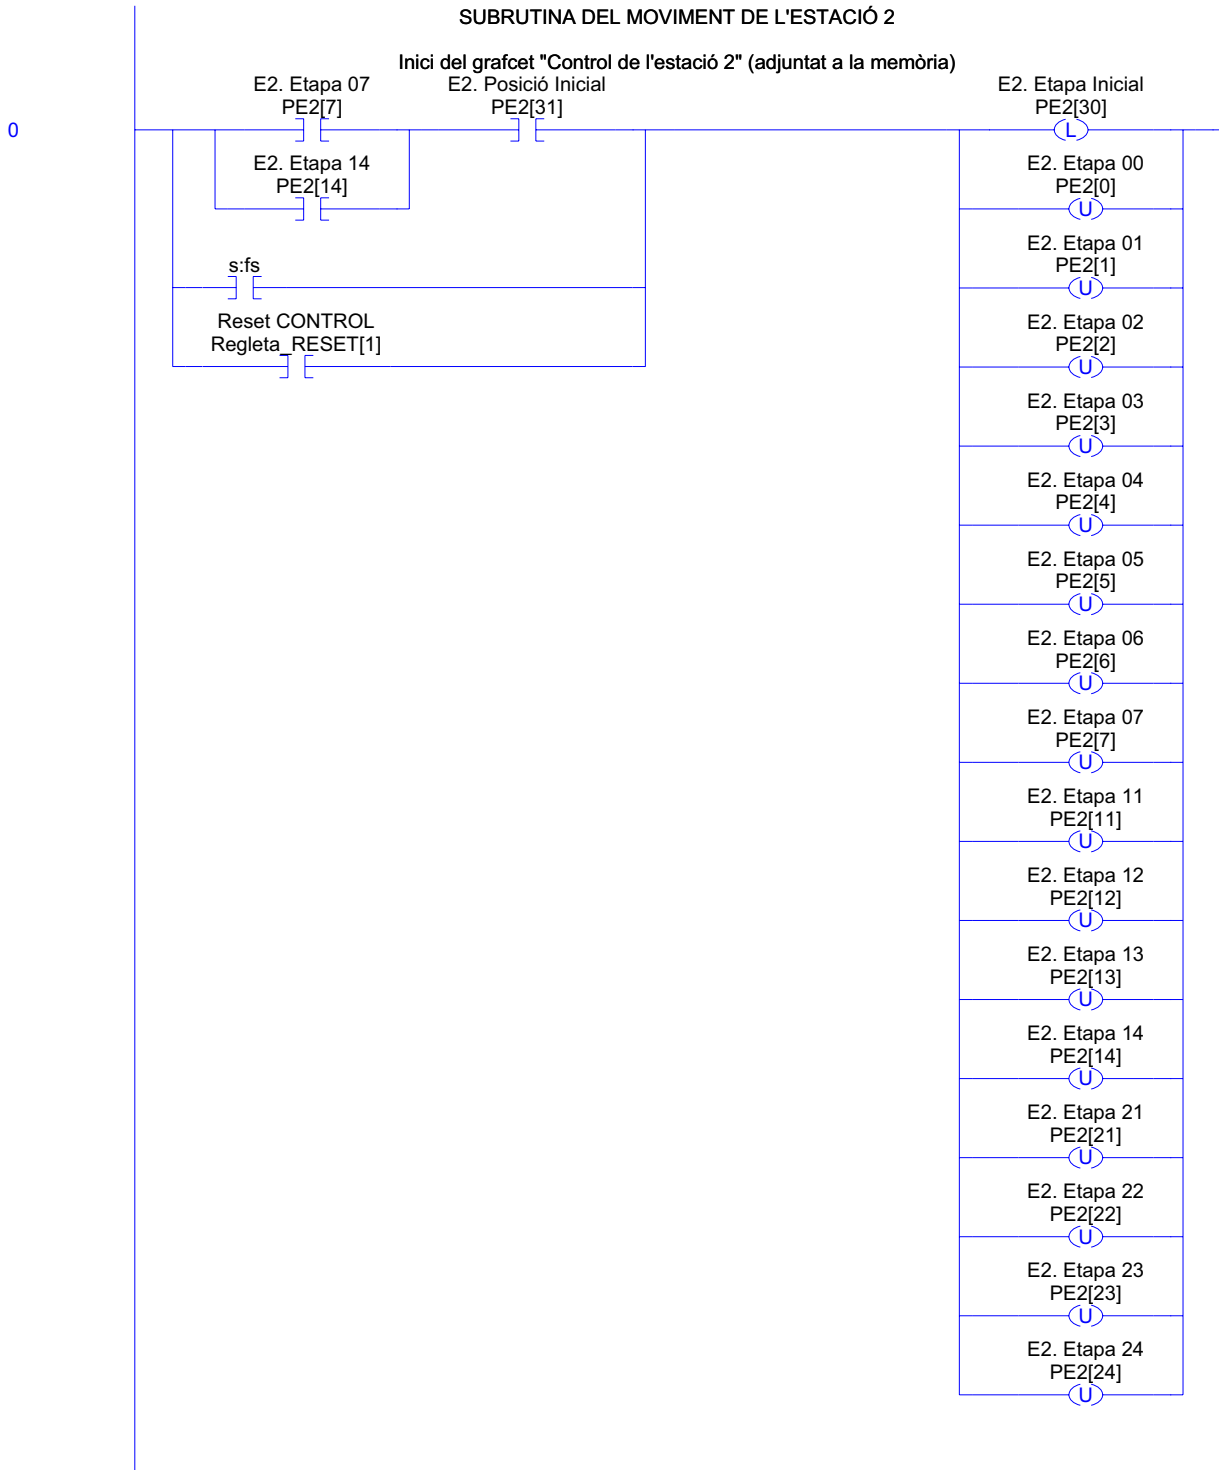 SUBRUTINA DEL MOVIMENT DE L'ESTACIÓ 2
Inici del grafcet "Control de l'estació 2" (adjuntat a la memòria)
E2. Etapa 07
PE2[7]
E2. Posició Inicial
PE2[31]
E2. Etapa Inicial
PE2[30]
0
L
E2. Etapa 14
PE2[14]
E2. Etapa 00
PE2[0]
U
s:fs
E2. Etapa 01
PE2[1]
U
Reset CONTROL
Regleta_RESET[1]
E2. Etapa 02
PE2[2]
U
E2. Etapa 03
PE2[3]
U
E2. Etapa 04
PE2[4]
U
E2. Etapa 05
PE2[5]
U
E2. Etapa 06
PE2[6]
U
E2. Etapa 07
PE2[7]
U
E2. Etapa 11
PE2[11]
U
E2. Etapa 12
PE2[12]
U
E2. Etapa 13
PE2[13]
U
E2. Etapa 14
PE2[14]
U
E2. Etapa 21
PE2[21]
U
E2. Etapa 22
PE2[22]
U
E2. Etapa 23
PE2[23]
U
E2. Etapa 24
PE2[24]
U